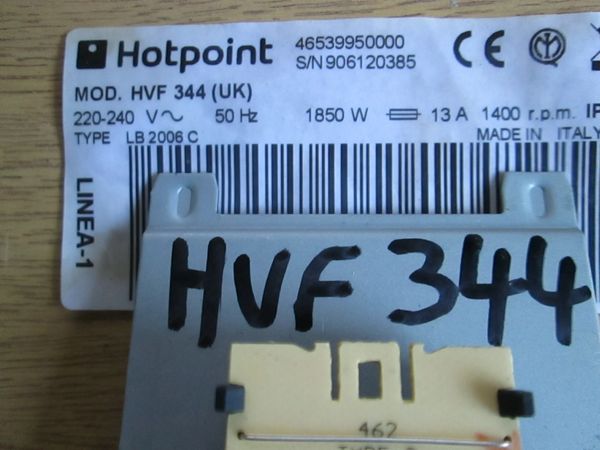 Hotpoint 46539950000
S/N 906120385
MOD. HVF 344 (UK)
220-240 V 50 Hz 1850 W 13 A 1400 r.p.m.
TYPE LB 2006 C MADE IN ITALY
LINEA-1
HVF 344
462